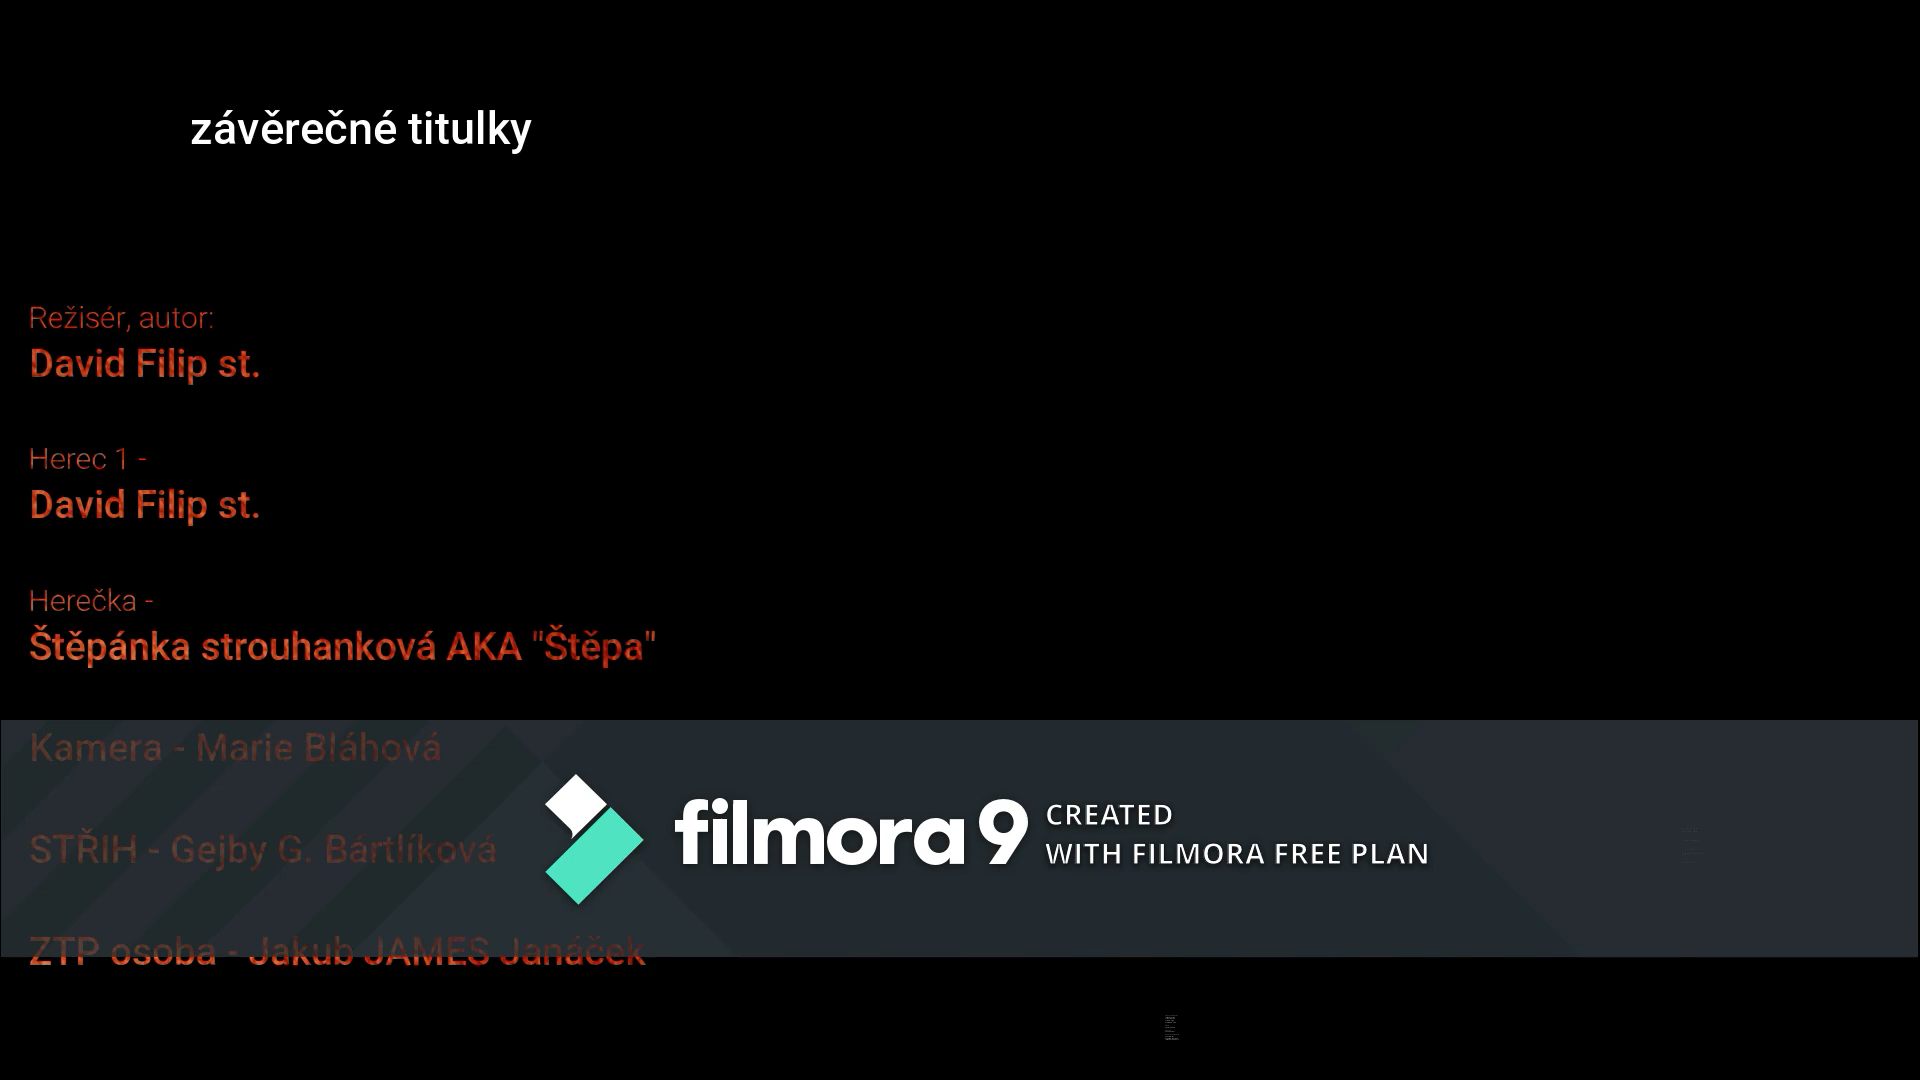 závěrečné titulky
Režisér, autor:
David Filip st.
Herec 1 -
David Filip st.
Herečka -
Štěpánka strouhanková AKA "Štěpa"
Kamera - Marie Bláhová
STŘIH - Gejby G. Bártlíková
ZTP osoba - Jakub JAMES Janáček
filmora 9 CREATED
WITH FILMORA FREE PLAN